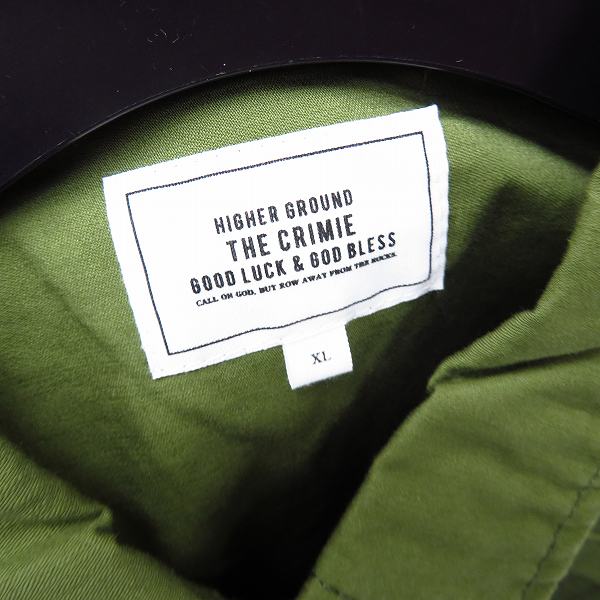 HIGHER GROUND
THE CRIMIE
GOOD LUCK & GOD BLESS
CALL ON GOD, BUT ROW AWAY FROM THE ROCKS.
XL